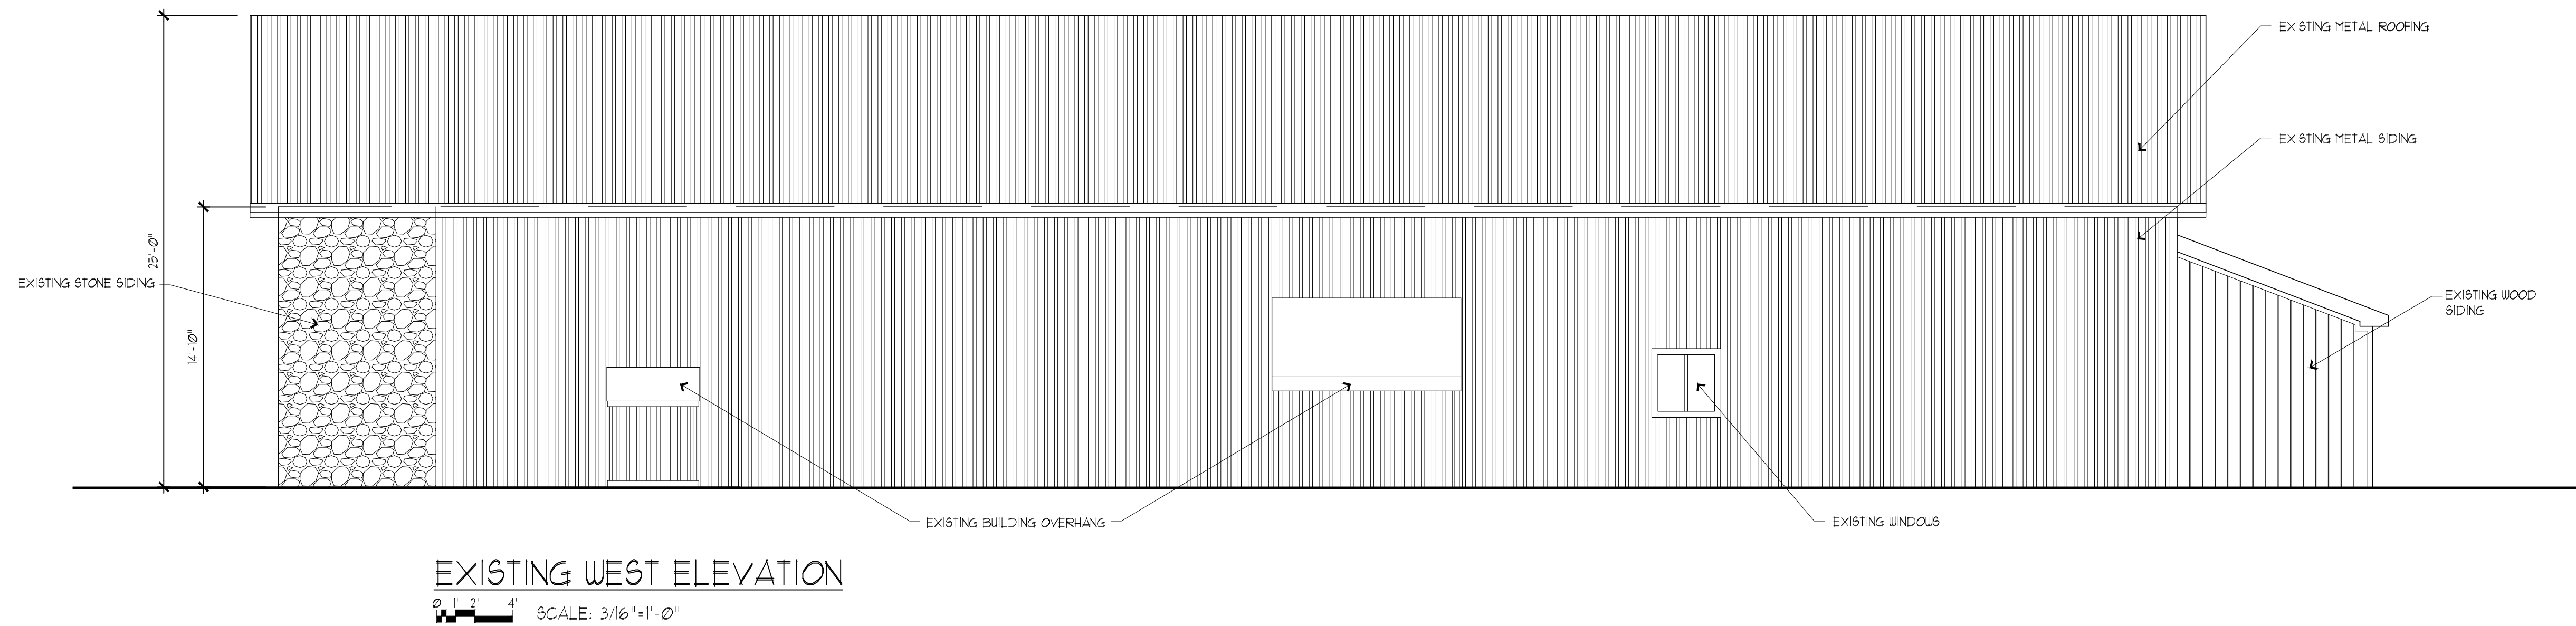 EXISTING METAL ROOFING
EXISTING METAL SIDING
25'-0"
EXISTING STONE SIDING
14'-10"
EXISTING WOOD
SIDING
EXISTING BUILDING OVERHANG
EXISTING WINDOWS
EXISTING WEST ELEVATION
0 1' 2' 4'
SCALE: 3/16"=1'-0"